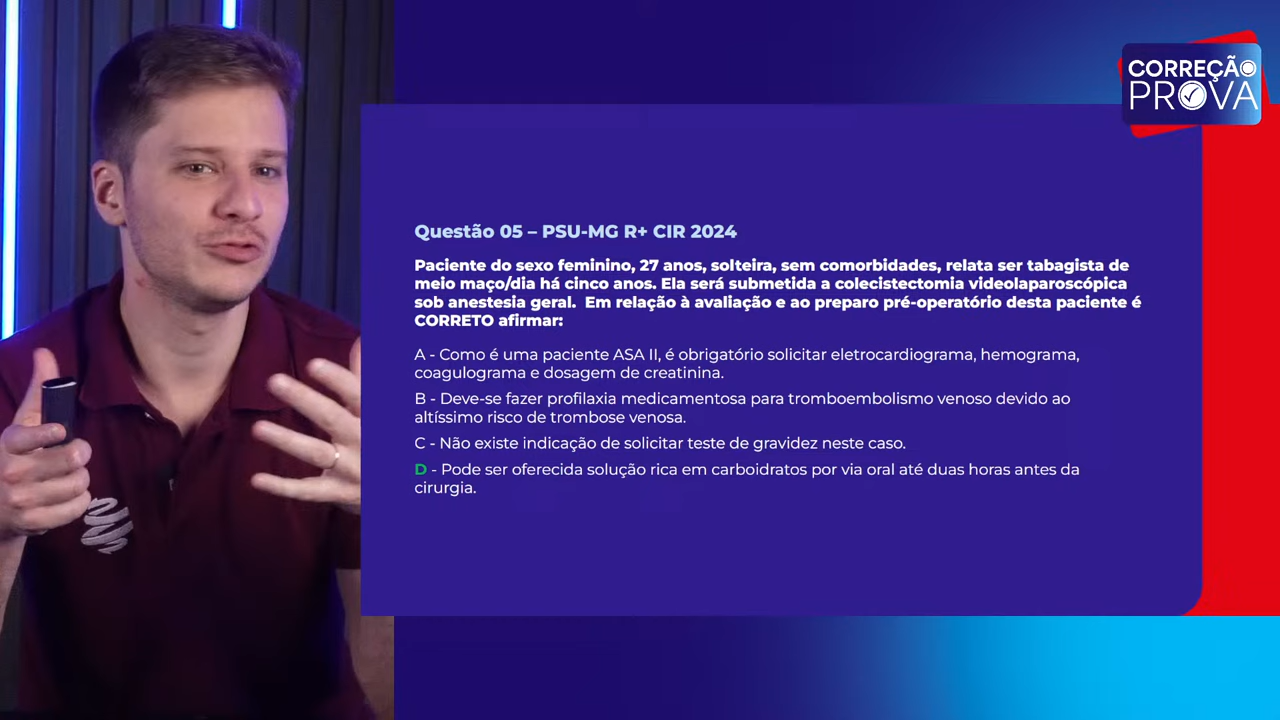 CORREÇÃO
PROVA
Questão 05 – PSU-MG R+ CIR 2024
Paciente do sexo feminino, 27 anos, solteira, sem comorbidades, relata ser tabagista de
meio maço/dia há cinco anos. Ela será submetida a colecistectomia videolaparoscópica
sob anestesia geral.  Em relação à avaliação e ao preparo pré-operatório desta paciente é
CORRETO afirmar:
A - Como é uma paciente ASA II, é obrigatório solicitar eletrocardiograma, hemograma,
coagulograma e dosagem de creatinina.
B - Deve-se fazer profilaxia medicamentosa para tromboembolismo venoso devido ao
altíssimo risco de trombose venosa.
C - Não existe indicação de solicitar teste de gravidez neste caso.
D - Pode ser oferecida solução rica em carboidratos por via oral até duas horas antes da
cirurgia.